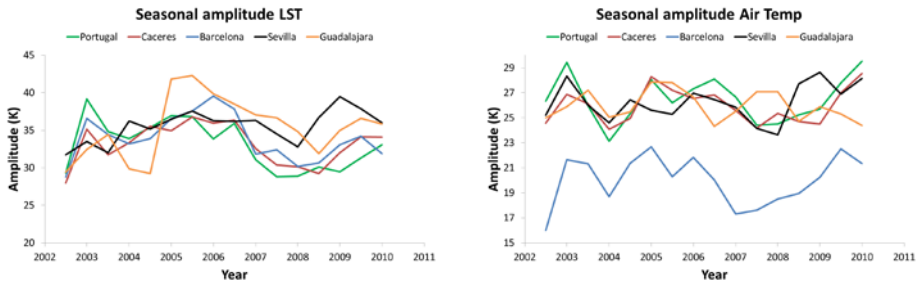 Seasonal amplitude LST
Portugal Caceres Barcelona Sevilla Guadalajara
45
40
35
30
25
20
Amplitude (K)
2002 2003 2004 2005 2006 2007 2008 2009 2010 2011
Year
Seasonal amplitude Air Temp
Portugal Caceres Barcelona Sevilla Guadalajara
29
27
25
23
21
19
17
15
Amplitude (K)
2002 2003 2004 2005 2006 2007 2008 2009 2010 2011
Year